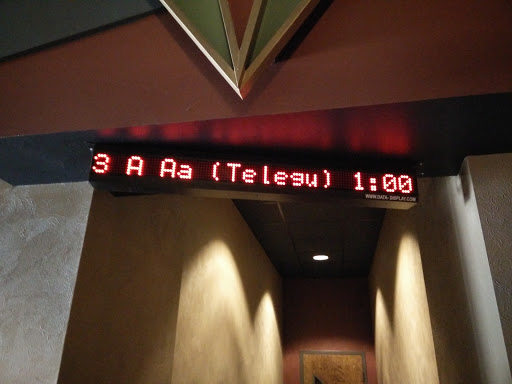 3 A Aa (Telegu) 1:00
WWW.DATA-DISPLAY.COM